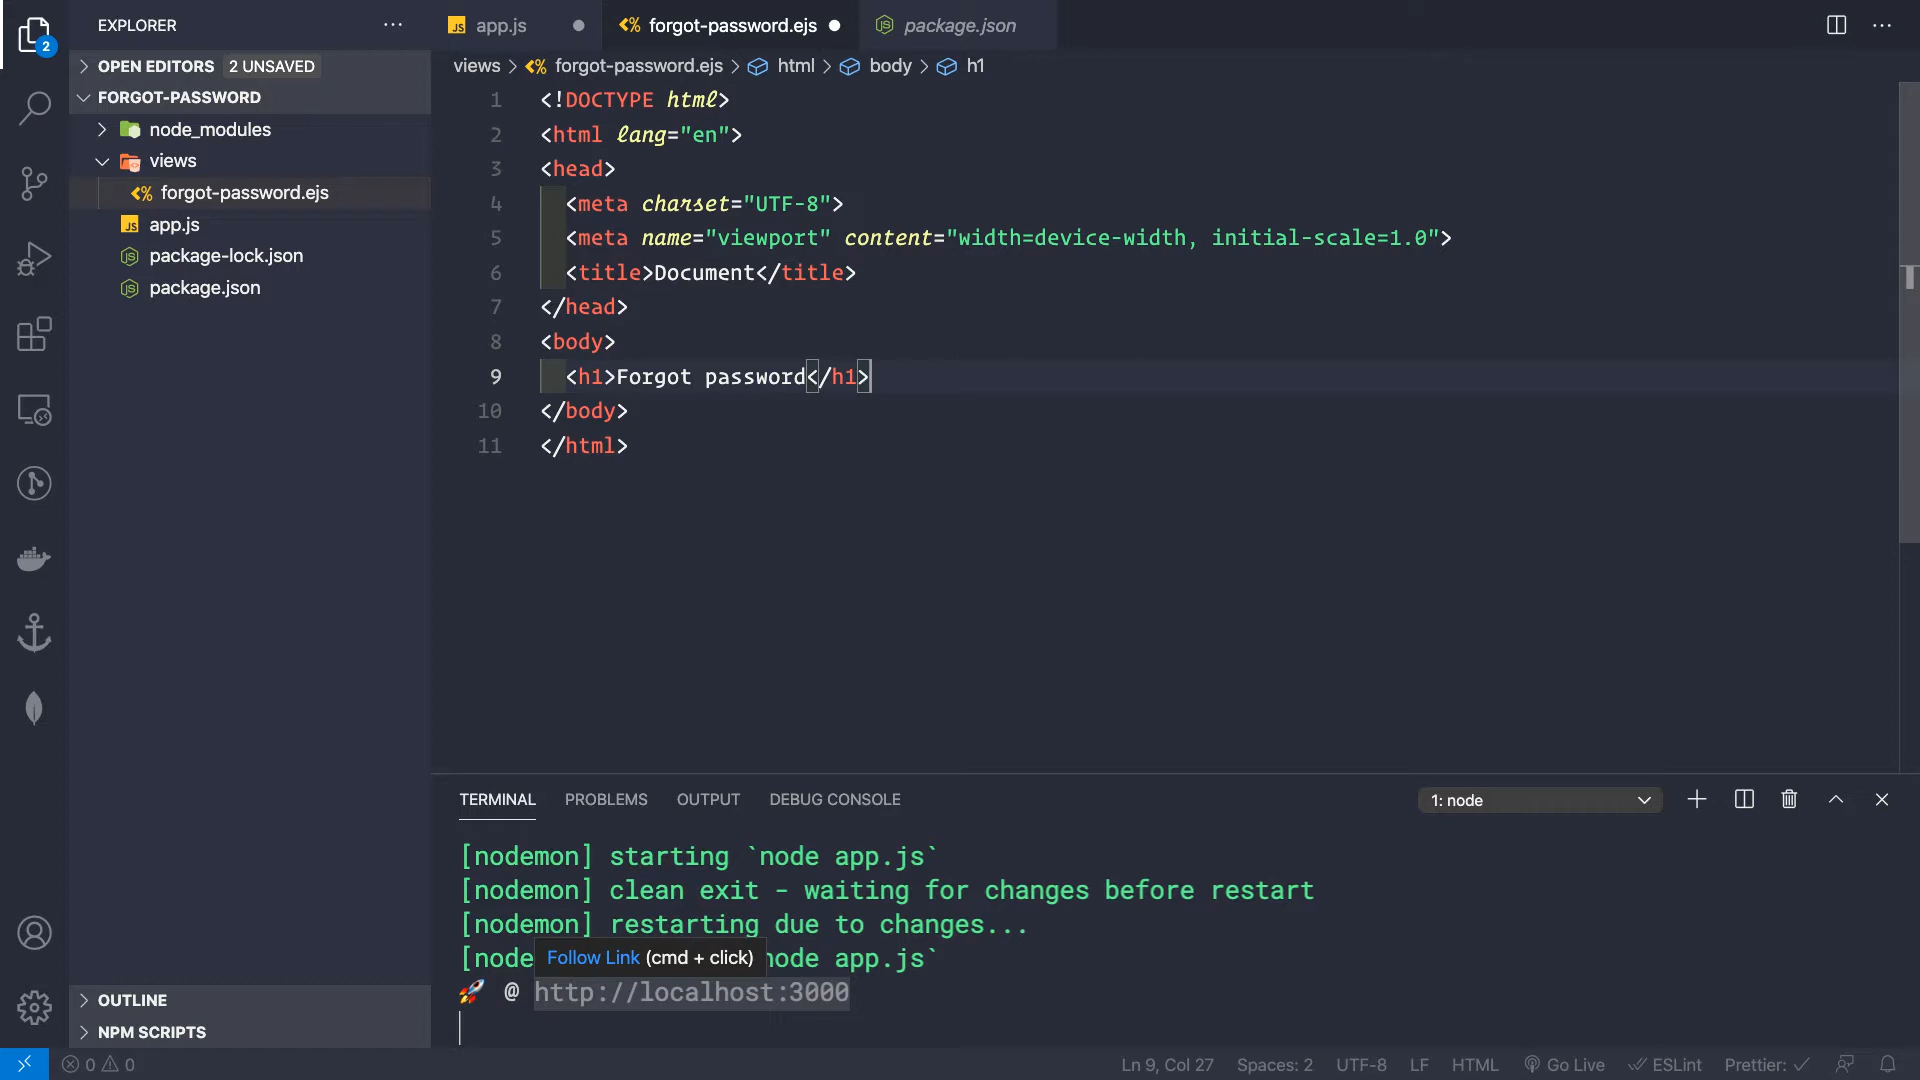 EXPLORER
2
OPEN EDITORS 2 UNSAVED
FORGOT-PASSWORD
node_modules
views
forgot-password.ejs
app.js
package-lock.json
package.json
OUTLINE
NPM SCRIPTS
JS app.js
forgot-password.ejs
package.json
views > forgot-password.ejs > html > body > h1
1 <!DOCTYPE html>
2 <html lang="en">
3 <head>
4 <meta charset="UTF-8">
5 <meta name="viewport" content="width=device-width, initial-scale=1.0">
6 <title>Document</title>
7 </head>
8 <body>
9 <h1>Forgot password</h1>
10 </body>
11 </html>
TERMINAL PROBLEMS OUTPUT DEBUG CONSOLE
1: node
[nodemon] starting `node app.js`
[nodemon] clean exit - waiting for changes before restart
[nodemon] restarting due to changes...
[node
Follow Link (cmd + click)
node app.js`
🚀 @ http://localhost:3000
0 0
Ln 9, Col 27 Spaces: 2 UTF-8 LF HTML Go Live ESLint Prettier: ✓